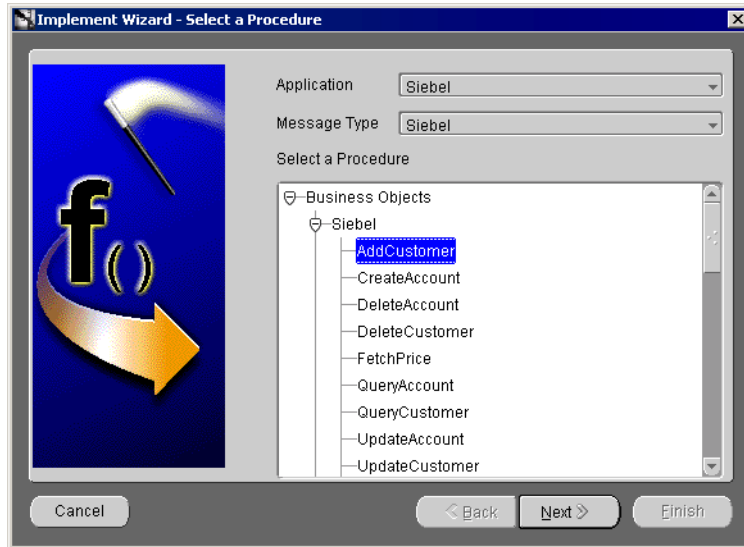 Implement Wizard - Select a Procedure
Application Siebel
Message Type Siebel
Select a Procedure
Business Objects
Siebel
AddCustomer
CreateAccount
DeleteAccount
DeleteCustomer
FetchPrice
QueryAccount
QueryCustomer
UpdateAccount
UpdateCustomer
f()
Cancel Back Next Finish